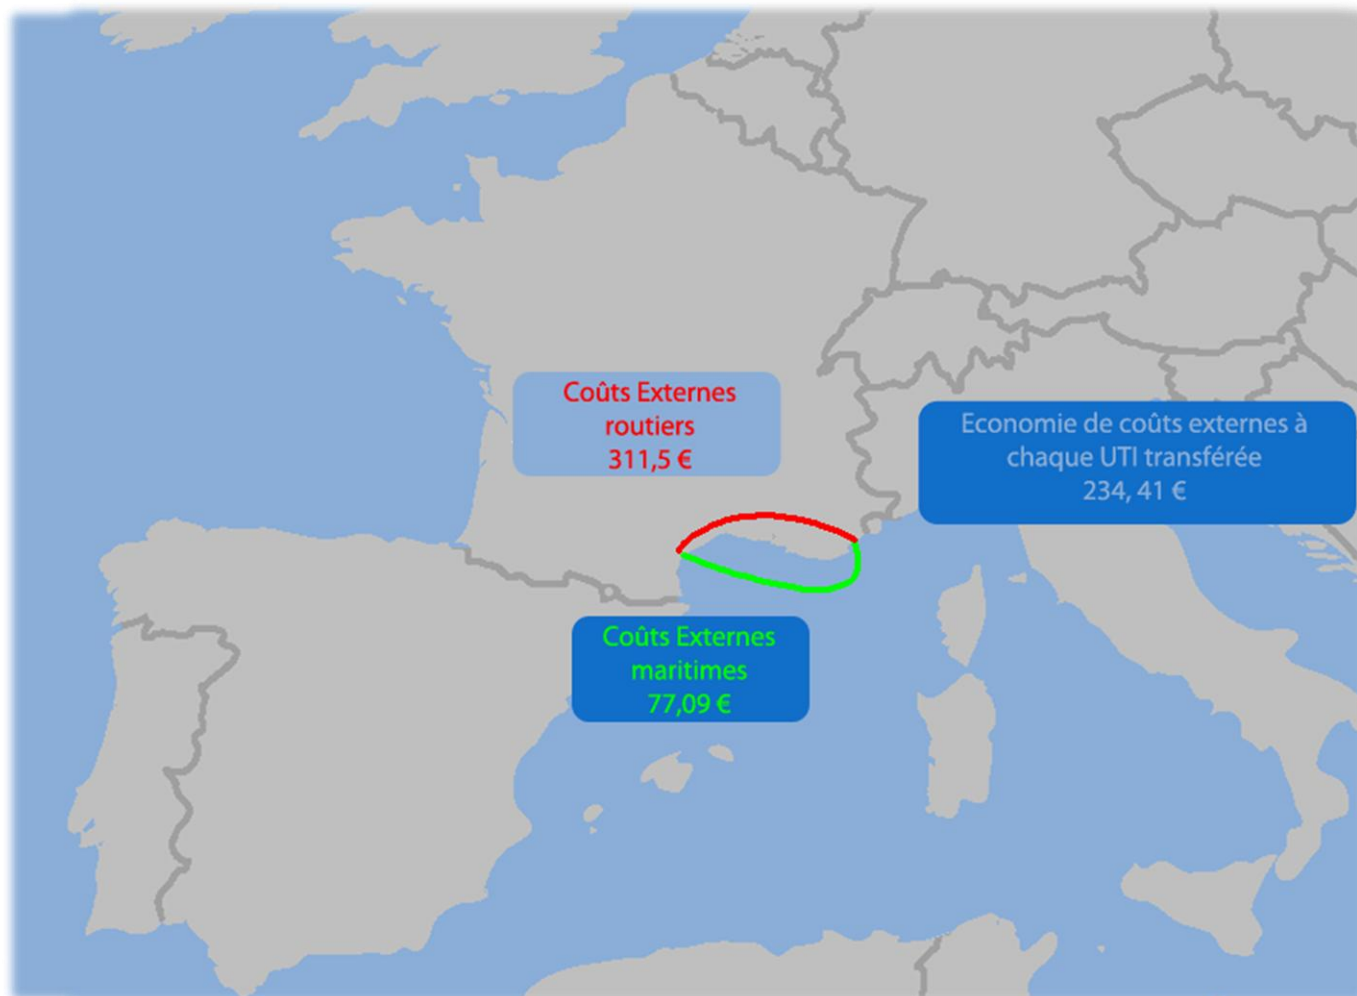 Coûts Externes
routiers
311,5 €
Economie de coûts externes à
chaque UTI transférée
234, 41 €
Coûts Externes
maritimes
77,09 €